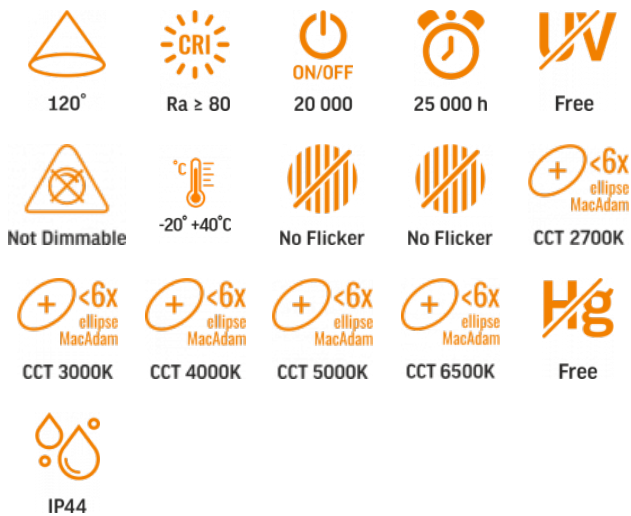 CRI
ON/OFF
UV
120°
Ra ≥ 80
20 000
25 000 h
Free
°C
<6x
ellipse
MacAdam
Not Dimmable
-20° +40°C
No Flicker
No Flicker
CCT 2700K
<6x
ellipse
MacAdam
<6x
ellipse
MacAdam
<6x
ellipse
MacAdam
<6x
ellipse
MacAdam
Hg
CCT 3000K
CCT 4000K
CCT 5000K
CCT 6500K
Free
IP44